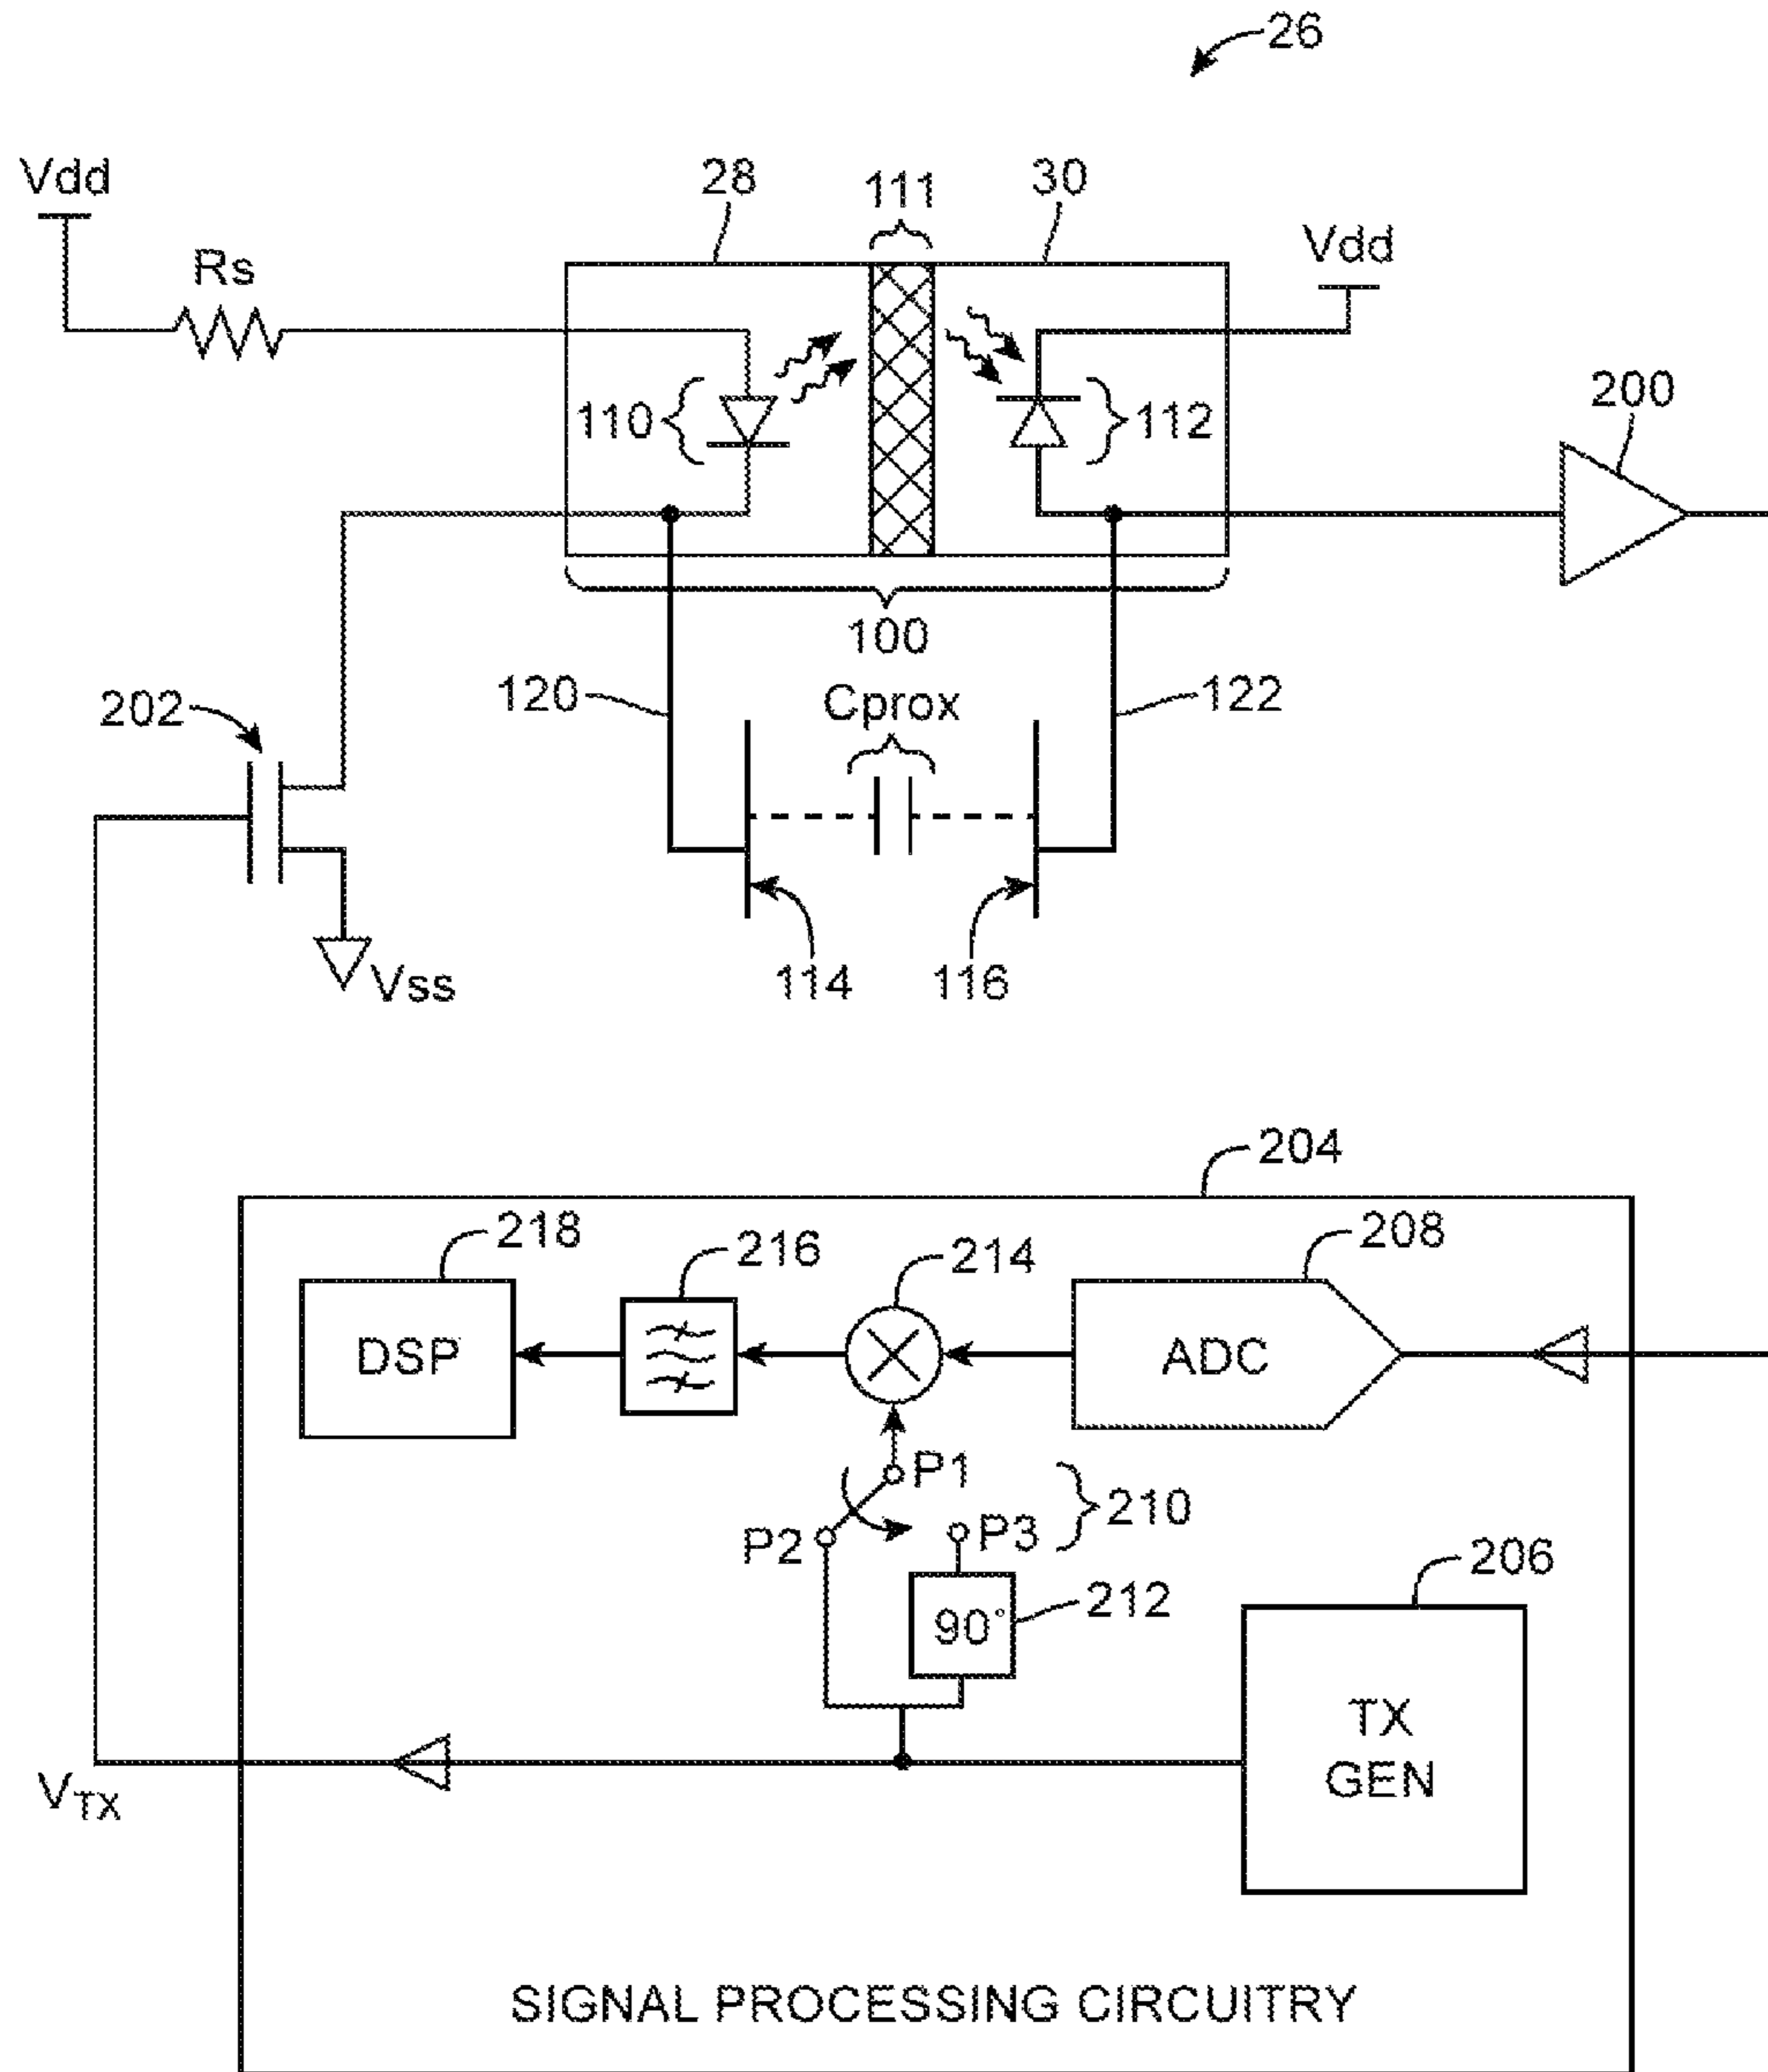 26
Vdd
28
111
30
Vdd
Rs
110
112
200
100
202
120
Cprox
122
Vss
114
116
204
218
216
214
208
DSP
ADC
P1
P2
P3
210
206
90°
212
TX
GEN
VTX
SIGNAL PROCESSING CIRCUITRY